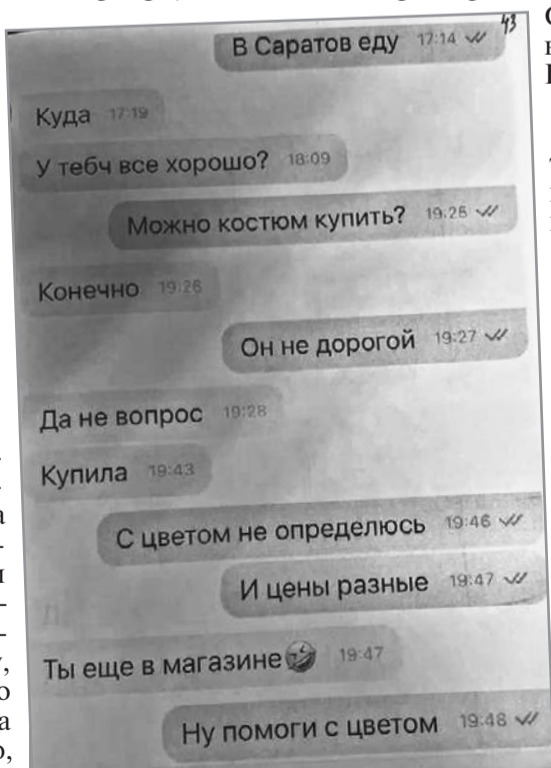 43
В Саратов еду 17:14
Куда 17:19
У тебч все хорошо? 18:09
Можно костюм купить? 19:25
Конечно 19:26
Он не дорогой 19:27
Да не вопрос 19:28
Купила 19:43
С цветом не определюсь 19:46
И цены разные 19:47
Ты еще в магазине🤣 19:47
Ну помоги с цветом 19:48